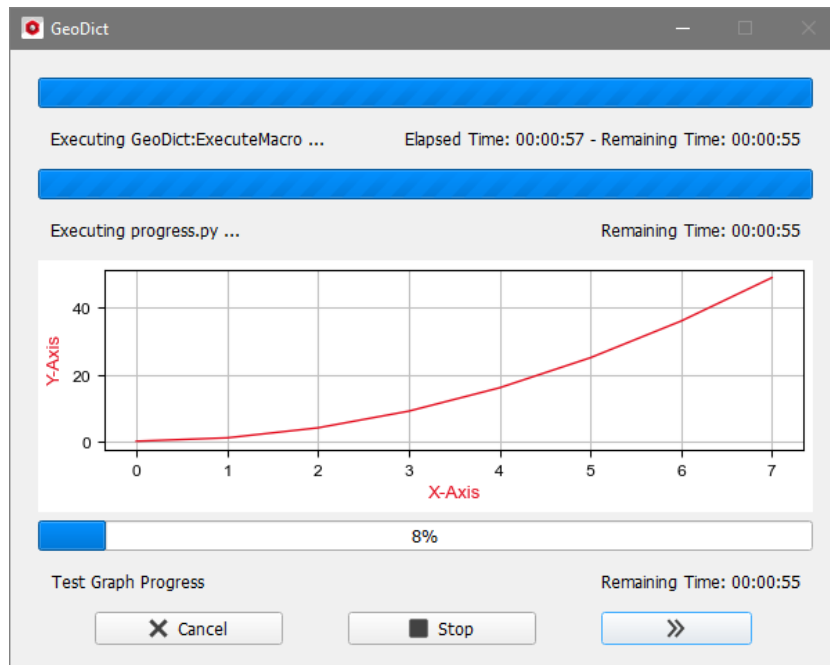 GeoDict
Executing GeoDict:ExecuteMacro ... Elapsed Time: 00:00:57 - Remaining Time: 00:00:55
Executing progress.py ... Remaining Time: 00:00:55
40
20
0
Y-Axis
0 1 2 3 4 5 6 7
X-Axis
8%
Test Graph Progress Remaining Time: 00:00:55
Cancel Stop